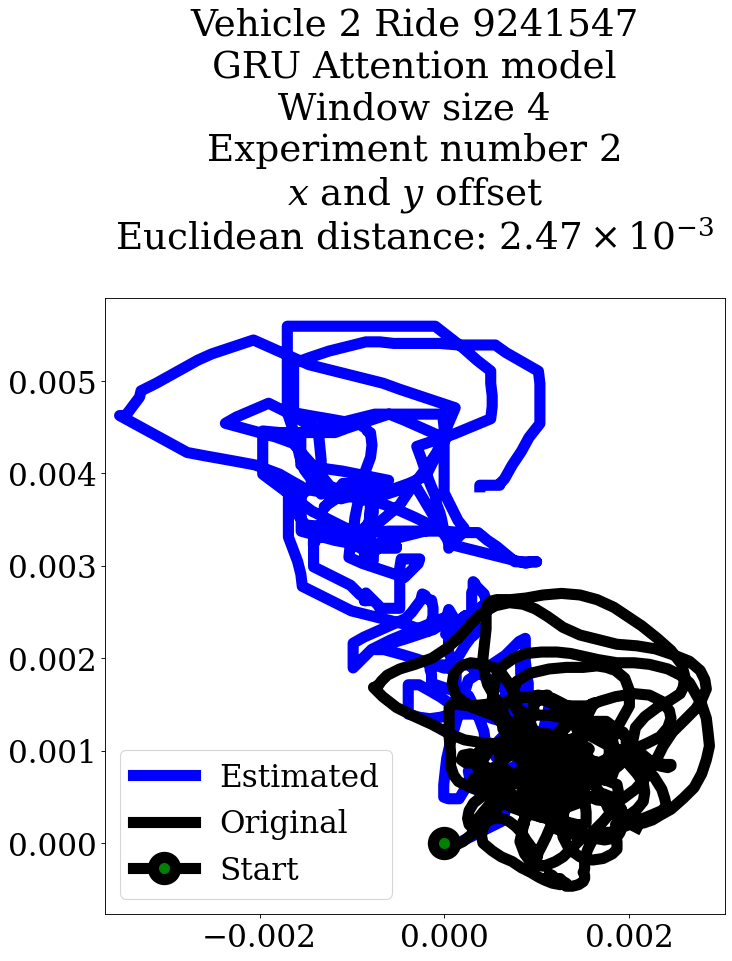 Vehicle 2 Ride 9241547
GRU Attention model
Window size 4
Experiment number 2
x and y offset
Euclidean distance: 2.47 × 10⁻³
0.005
0.004
0.003
0.002
0.001
0.000
Estimated
Original
Start
−0.002 0.000 0.002